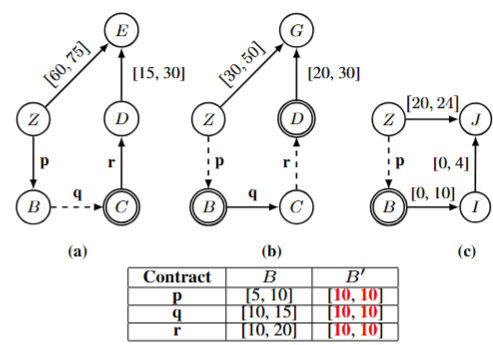 E
G
[60, 75]
[15, 30]
[30, 50]
[20, 30]
Z
D
Z
D
Z
[20, 24]
J
p
r
p
r
p
[0, 4]
B
q
C
B
q
C
B
[0, 10]
I
(a)
(b)
(c)
Contract B B′
p [5, 10] [10, 10]
q [10, 15] [10, 10]
r [10, 20] [10, 10]